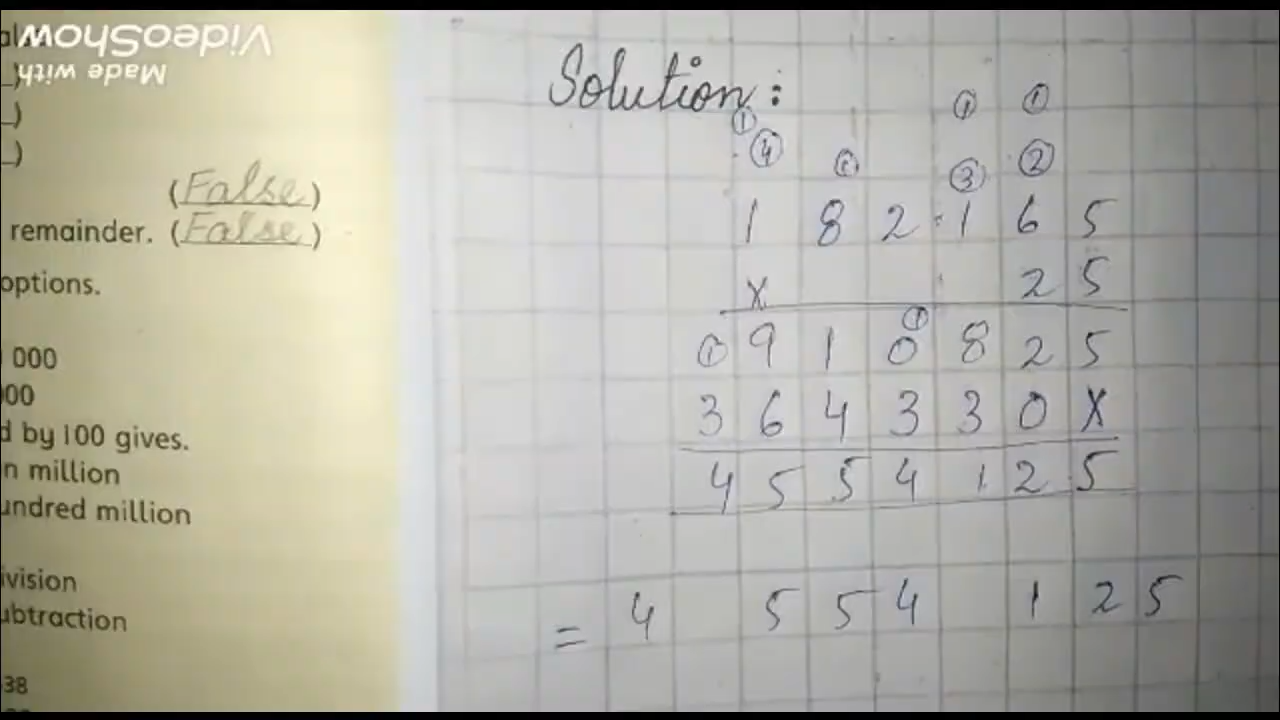 Made with
VideoShow
(False)
remainder. (False)
options.
000
000
d by 100 gives.
n million
undred million
ivision
ubtraction
38
Solution:
① ① ①
④ ② ③ ②
1 8 2 1 6 5
x 2 5
①
① 9 1 0 8 2 5
3 6 4 3 3 0 X
4 5 5 4 1 2 5
= 4 5 5 4 1 2 5